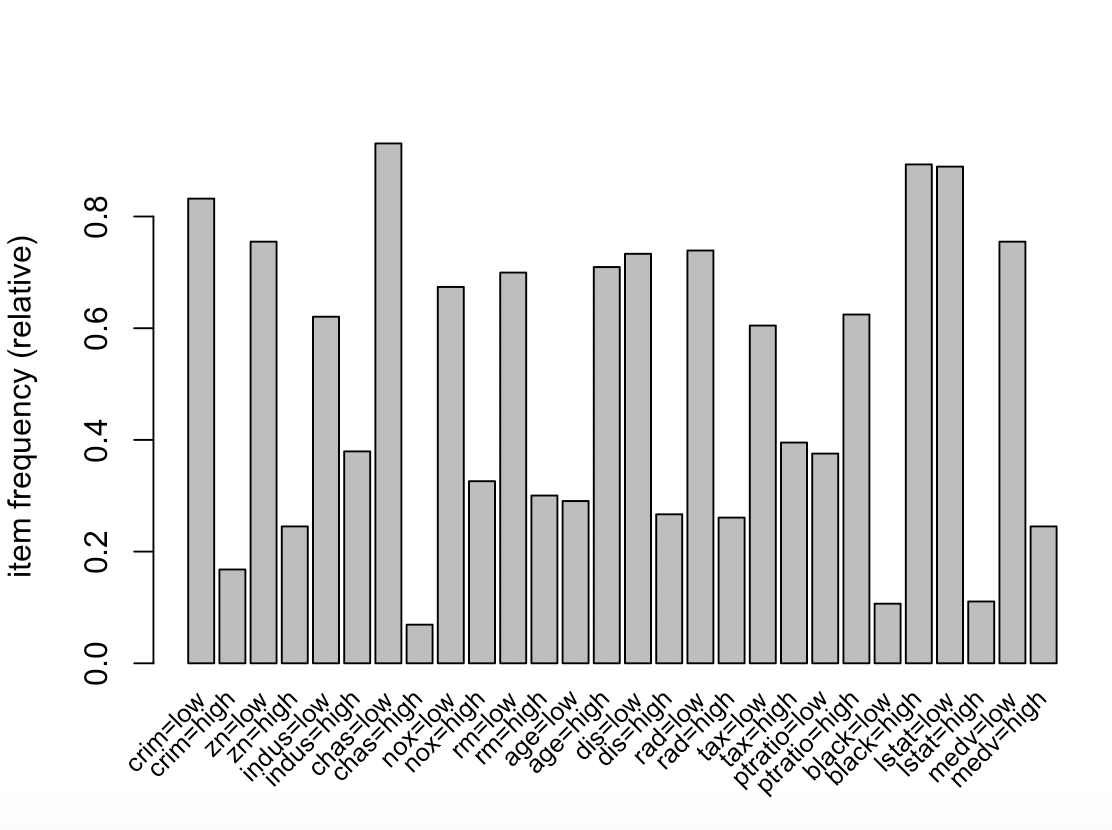 item frequency (relative)
0.8
0.6
0.4
0.2
0.0
crim=low
crim=high
zn=low
zn=high
indus=low
indus=high
chas=low
chas=high
nox=low
nox=high
rm=low
rm=high
age=low
age=high
dis=low
dis=high
rad=low
rad=high
tax=low
tax=high
ptratio=low
ptratio=high
black=low
black=high
lstat=low
lstat=high
medv=low
medv=high